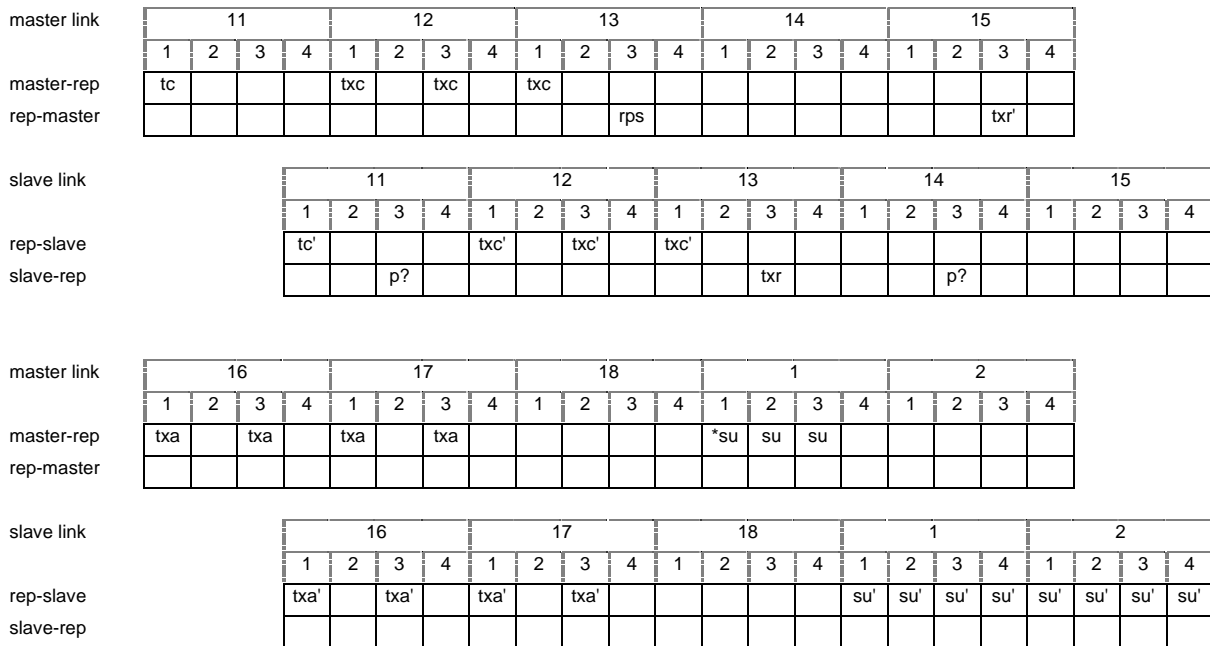 master link 11 12 13 14 15
1 2 3 4 1 2 3 4 1 2 3 4 1 2 3 4 1 2 3 4
master-rep tc txc txc txc
rep-master rps txr'
slave link 11 12 13 14 15
1 2 3 4 1 2 3 4 1 2 3 4 1 2 3 4 1 2 3 4
rep-slave tc' txc' txc' txc'
slave-rep p? txr p?
master link 16 17 18 1 2
1 2 3 4 1 2 3 4 1 2 3 4 1 2 3 4 1 2 3 4
master-rep txa txa txa txa *su su su
rep-master
slave link 16 17 18 1 2
1 2 3 4 1 2 3 4 1 2 3 4 1 2 3 4 1 2 3 4
rep-slave txa' txa' txa' txa' su' su' su' su' su' su' su' su'
slave-rep